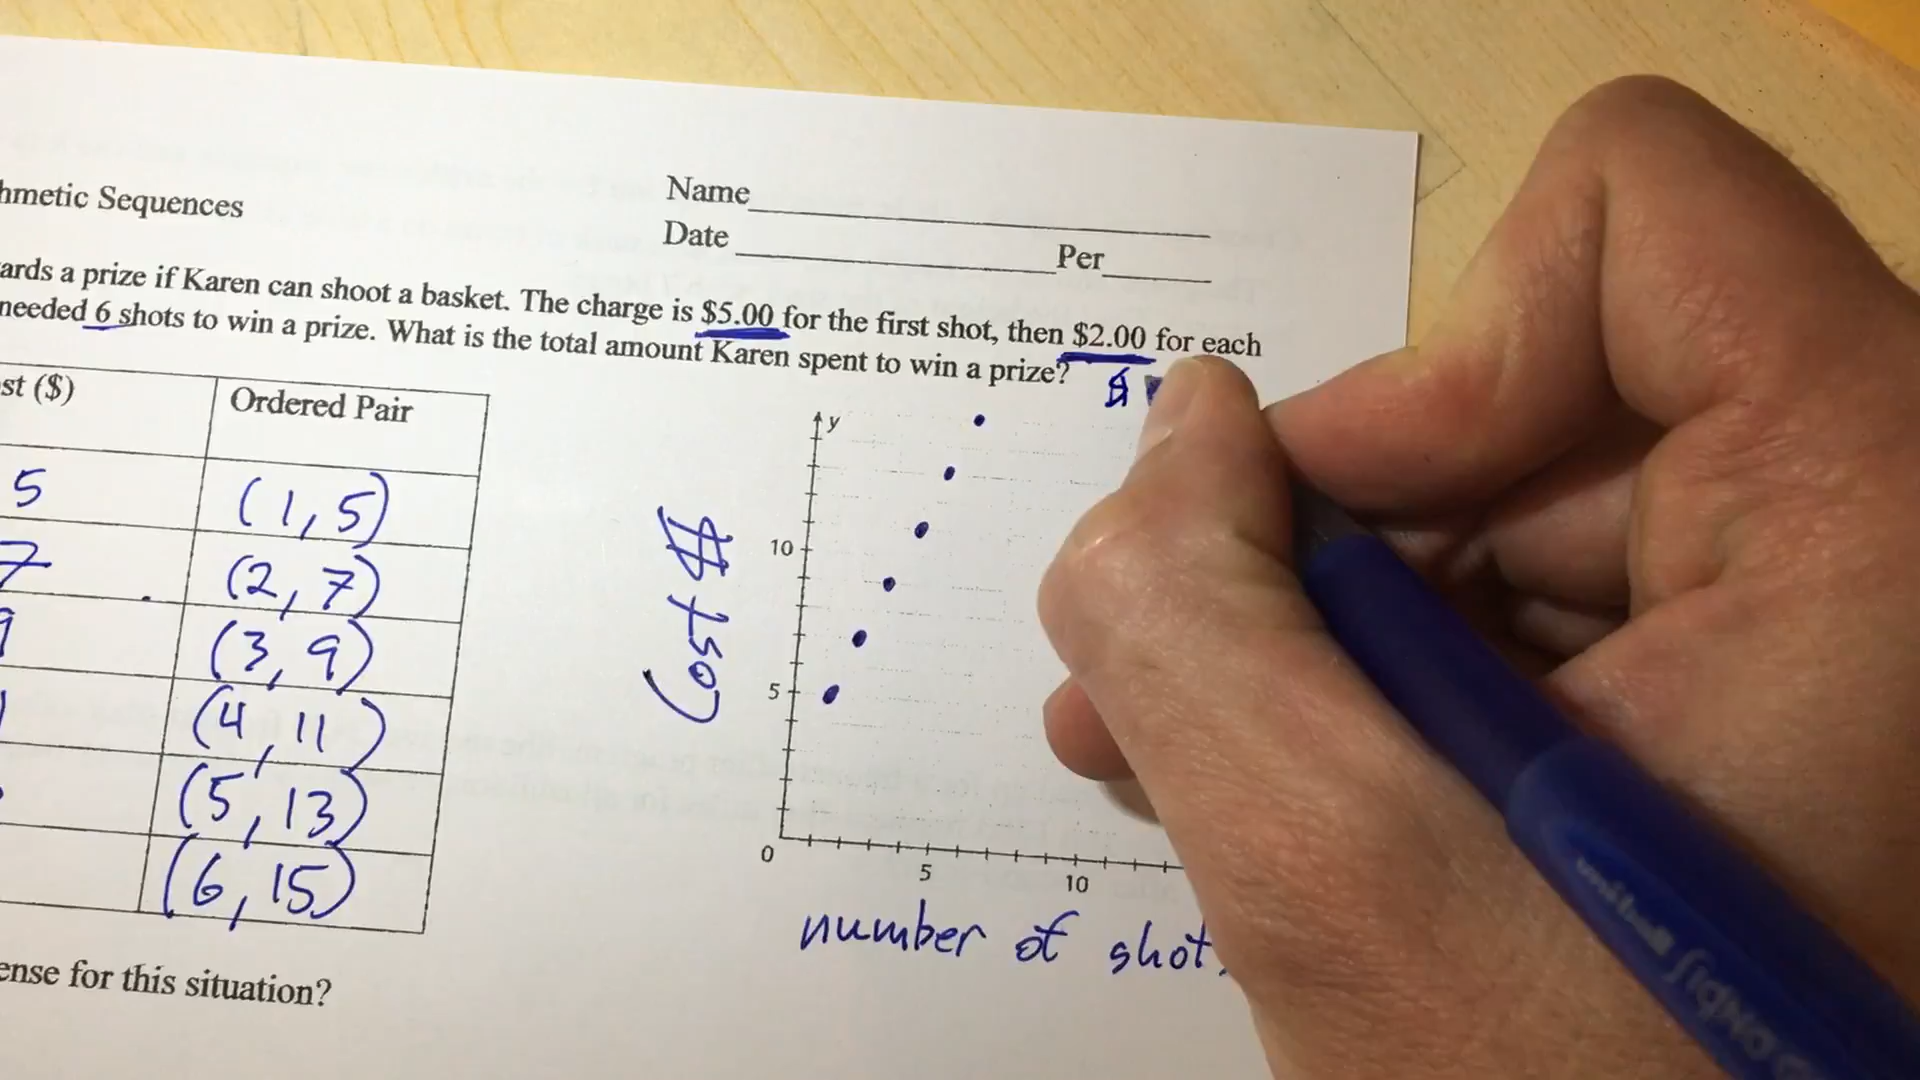 hmetic Sequences
Name
Date Per
ards a prize if Karen can shoot a basket. The charge is $5.00 for the first shot, then $2.00 for each
needed 6 shots to win a prize. What is the total amount Karen spent to win a prize?
st ($) Ordered Pair
5 (1, 5)
7 (2, 7)
9 (3, 9)
(4, 11)
(5, 13)
(6, 15)
y
10
5
0 5 10
Cost $
number of shot
ense for this situation?
uniball Signo